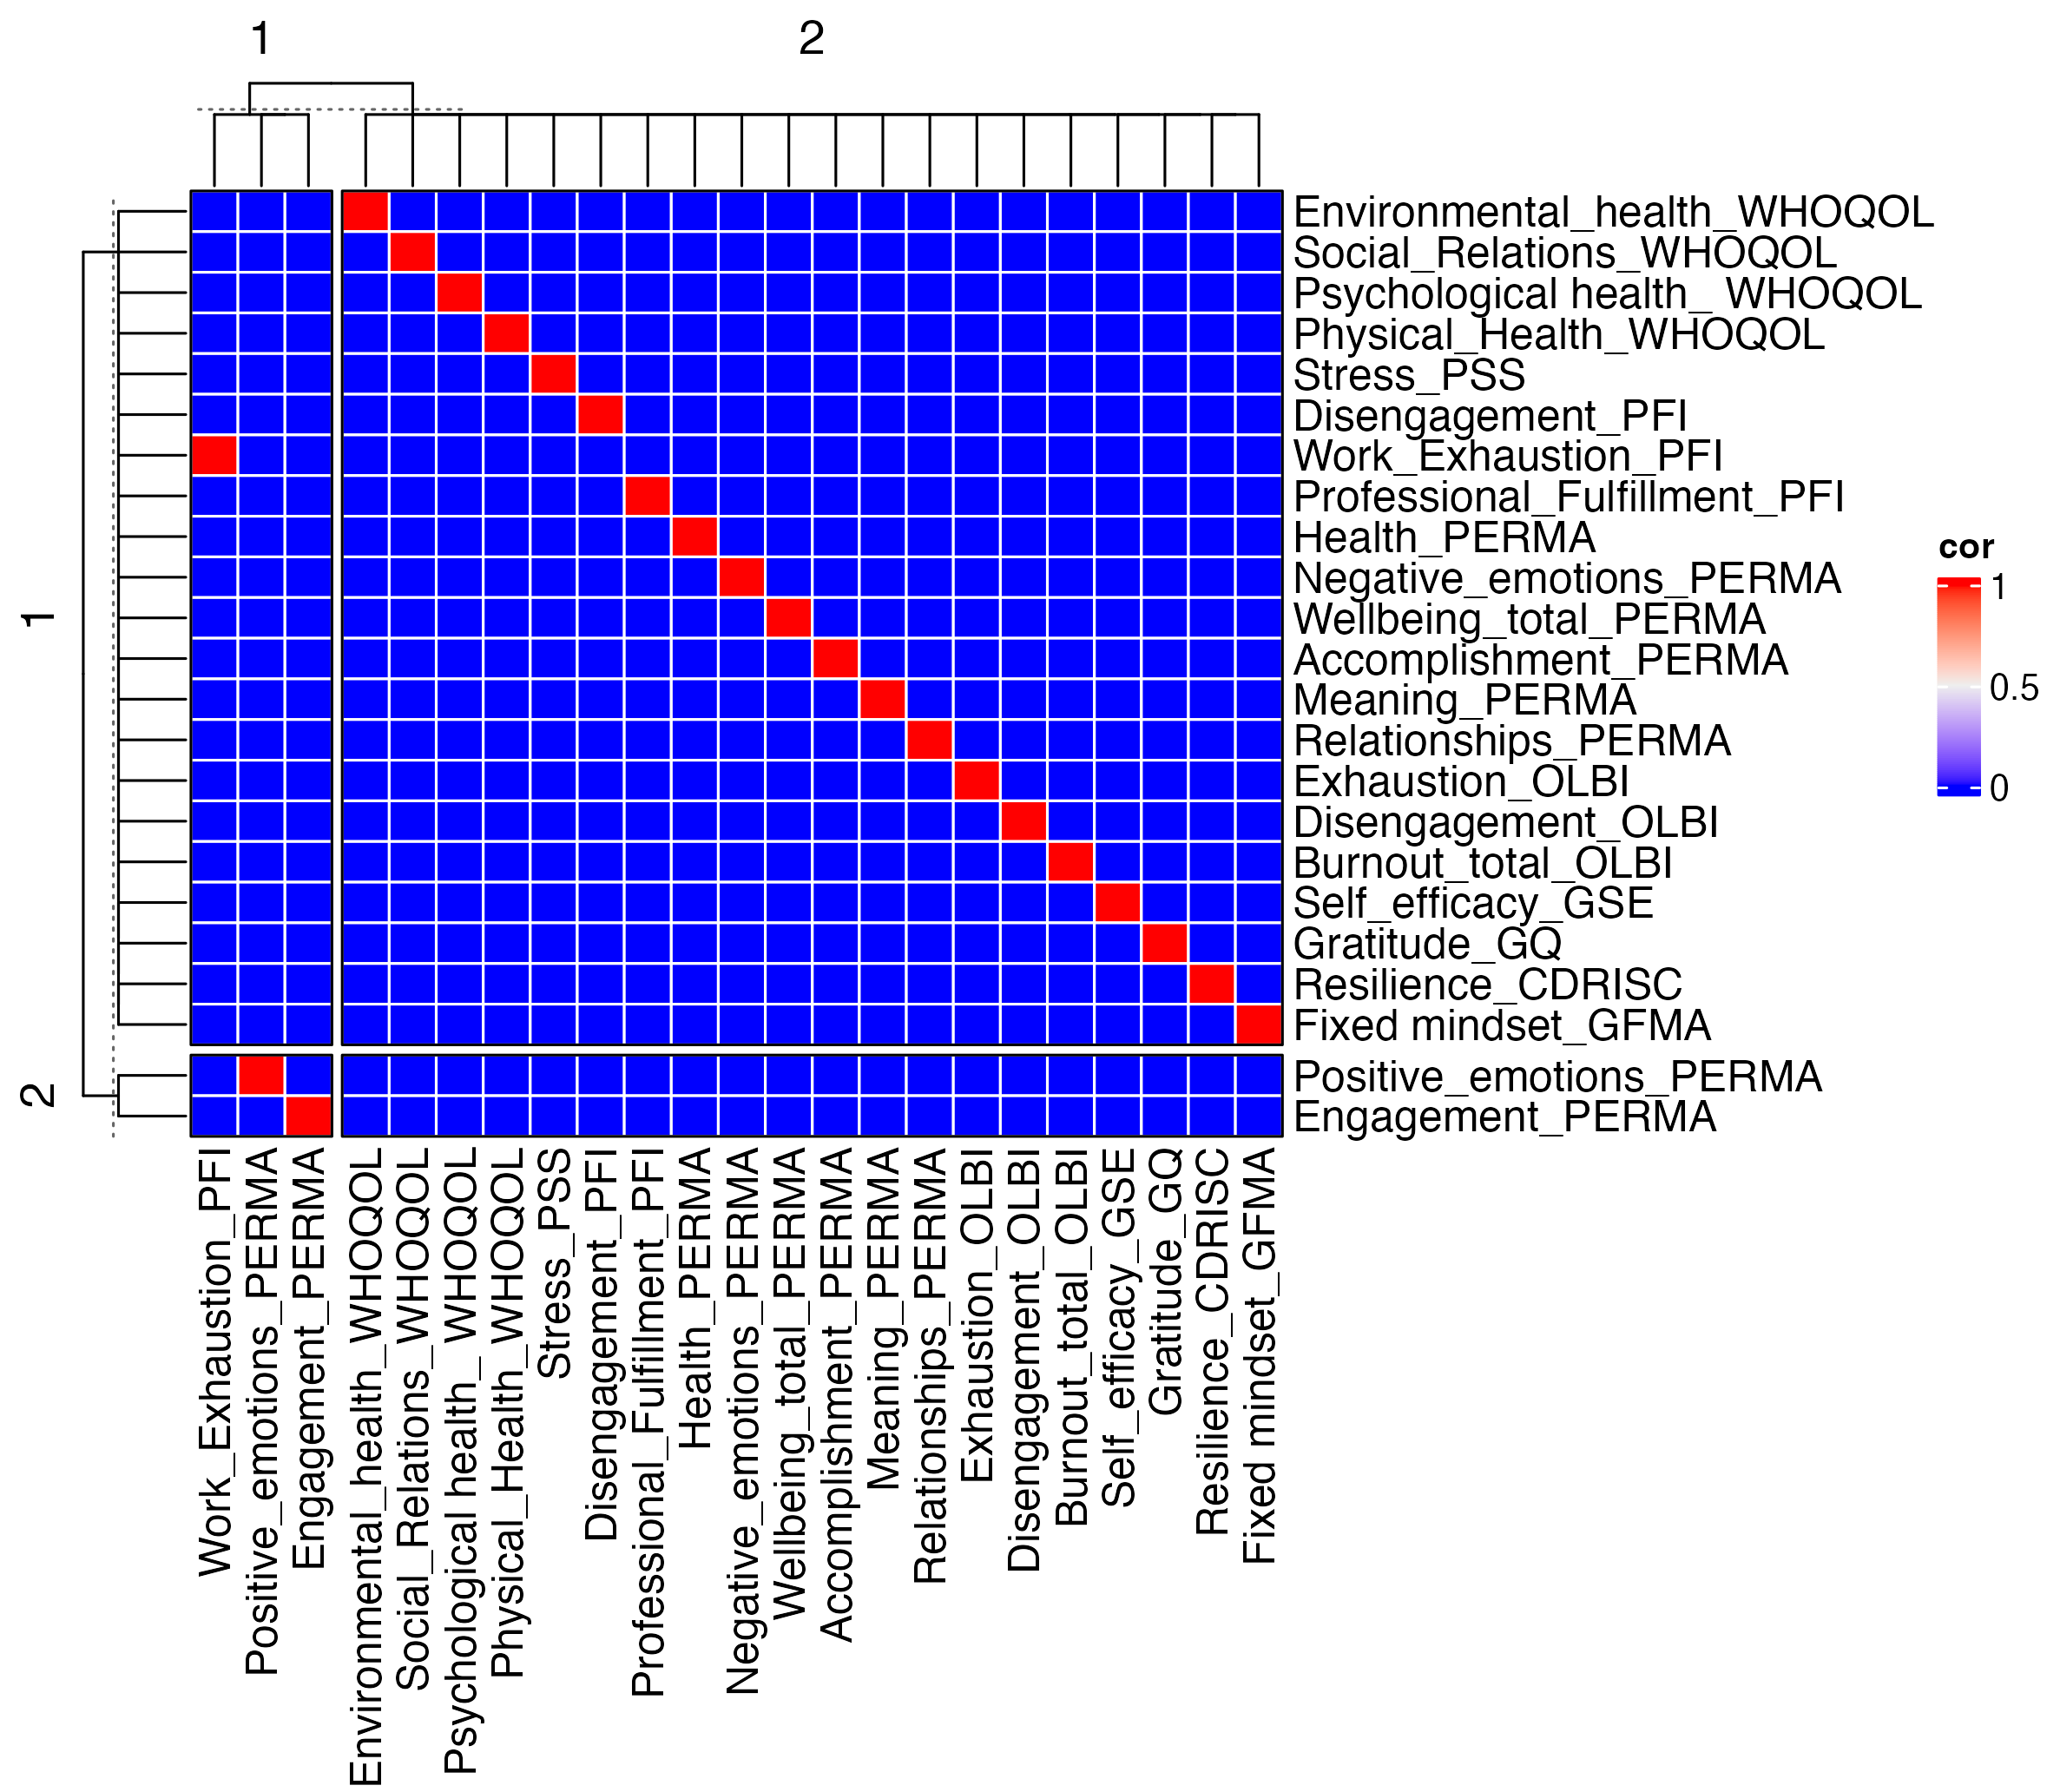 1
2
Environmental_health_WHOQOL
Social_Relations_WHOQOL
Psychological health_ WHOQOL
Physical_Health_WHOQOL
Stress_PSS
Disengagement_PFI
Work_Exhaustion_PFI
Professional_Fulfillment_PFI
Health_PERMA
Negative_emotions_PERMA
Wellbeing_total_PERMA
Accomplishment_PERMA
Meaning_PERMA
Relationships_PERMA
Exhaustion_OLBI
Disengagement_OLBI
Burnout_total_OLBI
Self_efficacy_GSE
Gratitude_GQ
Resilience_CDRISC
Fixed mindset_GFMA
Positive_emotions_PERMA
Engagement_PERMA
1
2
cor
1
0.5
0
Work_Exhaustion_PFI
Positive_emotions_PERMA
Engagement_PERMA
Environmental_health_WHOQOL
Social_Relations_WHOQOL
Psychological health_ WHOQOL
Physical_Health_WHOQOL
Stress_PSS
Disengagement_PFI
Professional_Fulfillment_PFI
Health_PERMA
Negative_emotions_PERMA
Wellbeing_total_PERMA
Accomplishment_PERMA
Meaning_PERMA
Relationships_PERMA
Exhaustion_OLBI
Disengagement_OLBI
Burnout_total_OLBI
Self_efficacy_GSE
Gratitude_GQ
Resilience_CDRISC
Fixed mindset_GFMA